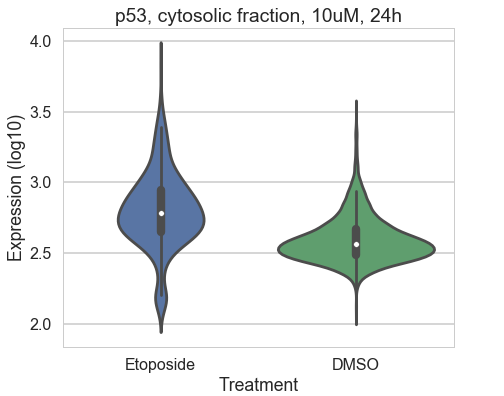 p53, cytosolic fraction, 10uM, 24h
Expression (log10)
4.0
3.5
3.0
2.5
2.0
Etoposide DMSO
Treatment